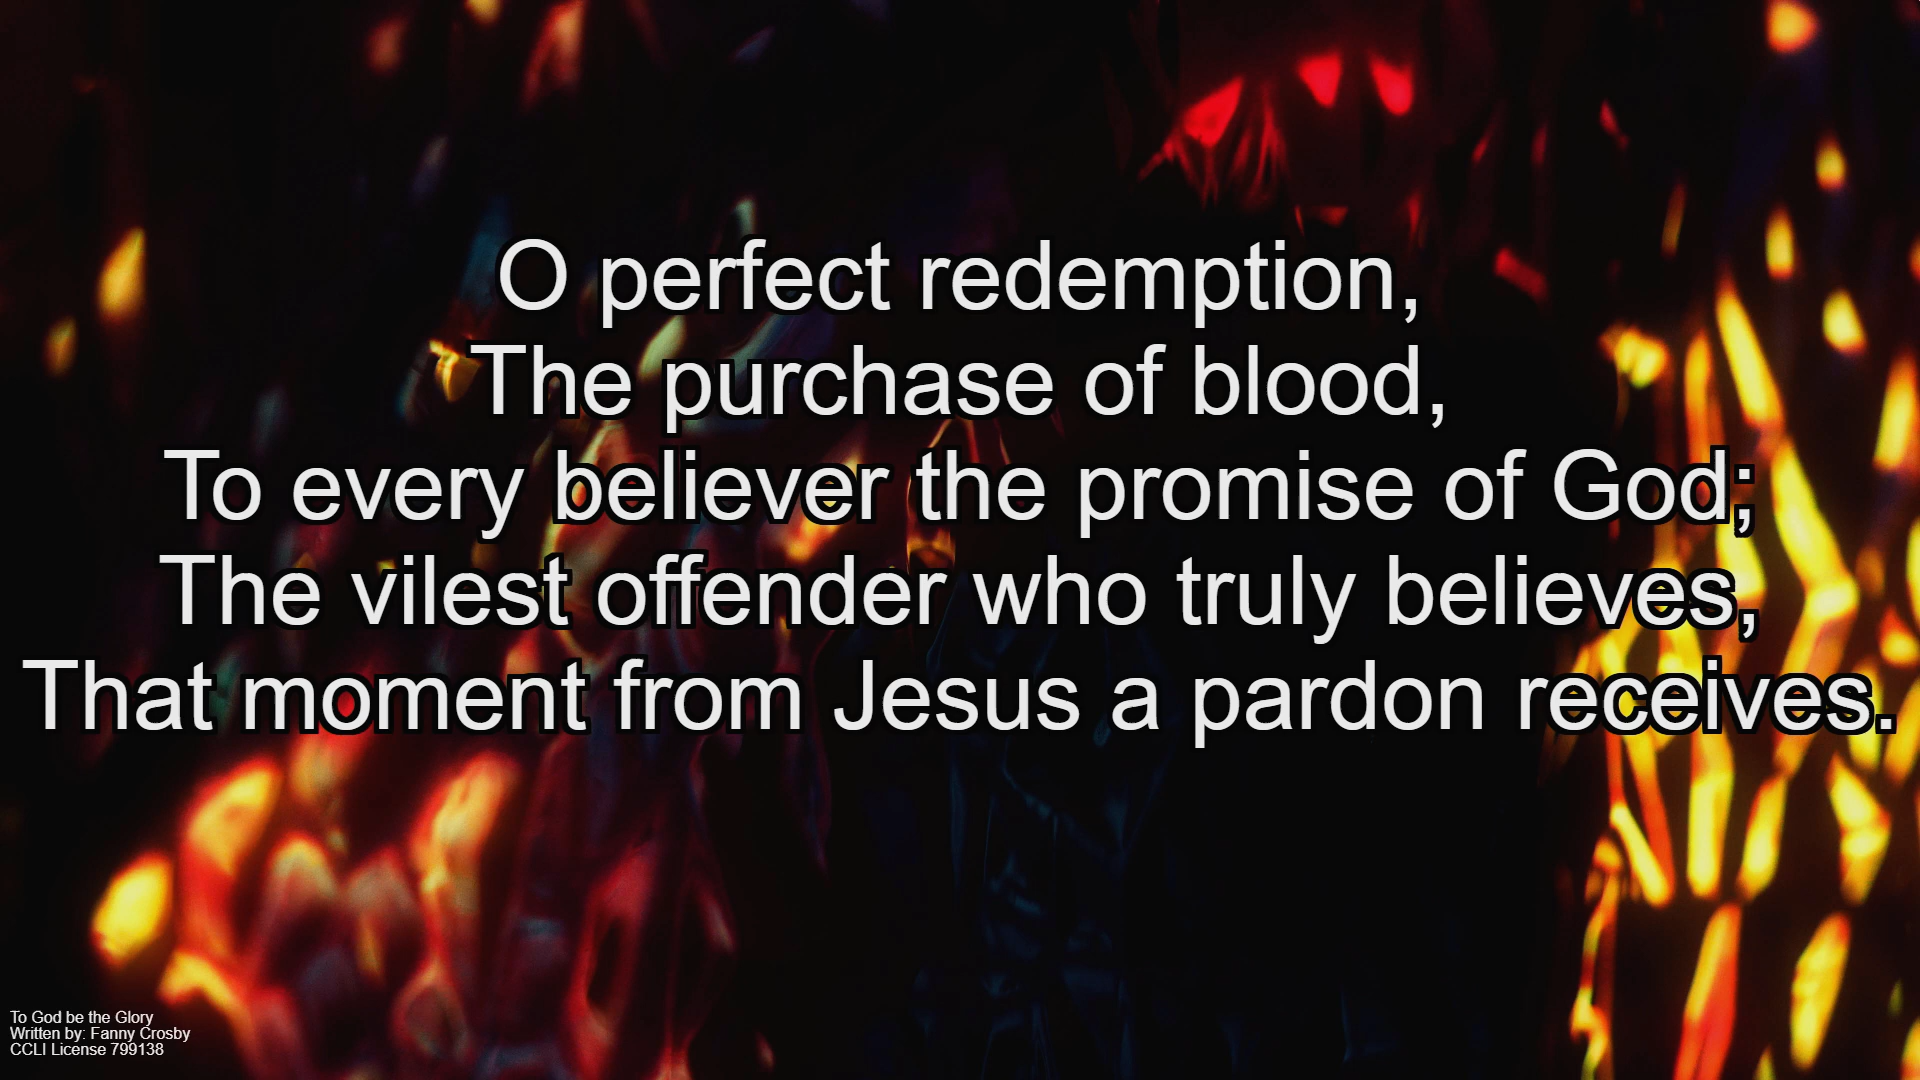 O perfect redemption,
The purchase of blood,
To every believer the promise of God;
The vilest offender who truly believes,
That moment from Jesus a pardon receives.
To God be the Glory
Written by: Fanny Crosby
CCLI License 799138